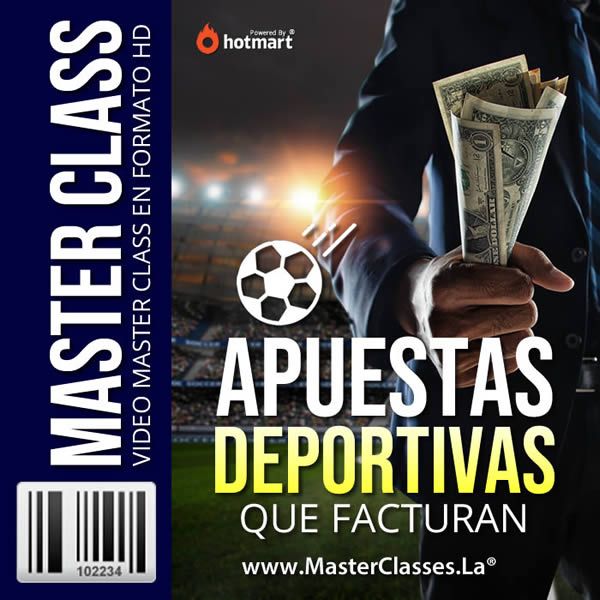 MASTER CLASS
VIDEO MASTER CLASS EN FORMATO HD
102234
Powered By ®
hotmart
APUESTAS
DEPORTIVAS
QUE FACTURAN
www.MasterClasses.La®